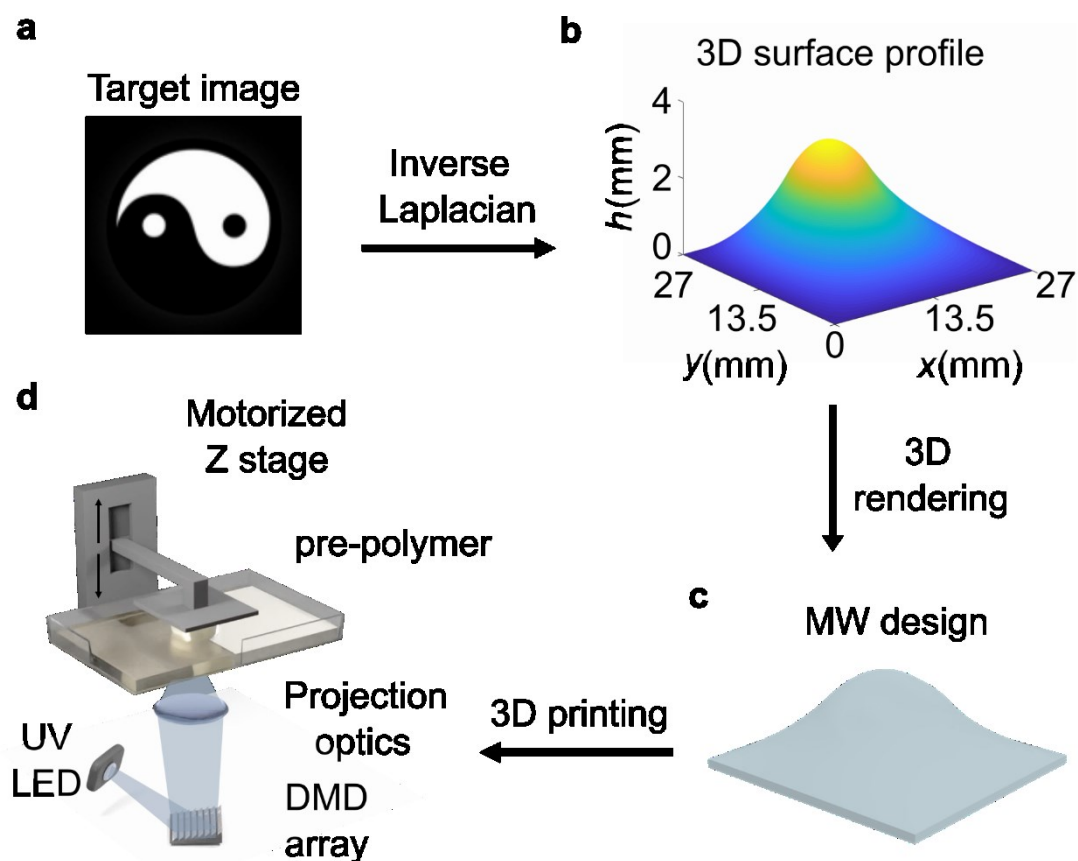 a
Target image
Inverse
Laplacian
b
3D surface profile
4
2
0
h(mm)
27
13.5
0
13.5
27
y(mm)
x(mm)
3D
rendering
c
MW design
3D printing
d
Motorized
Z stage
pre-polymer
Projection
optics
UV
LED
DMD
array